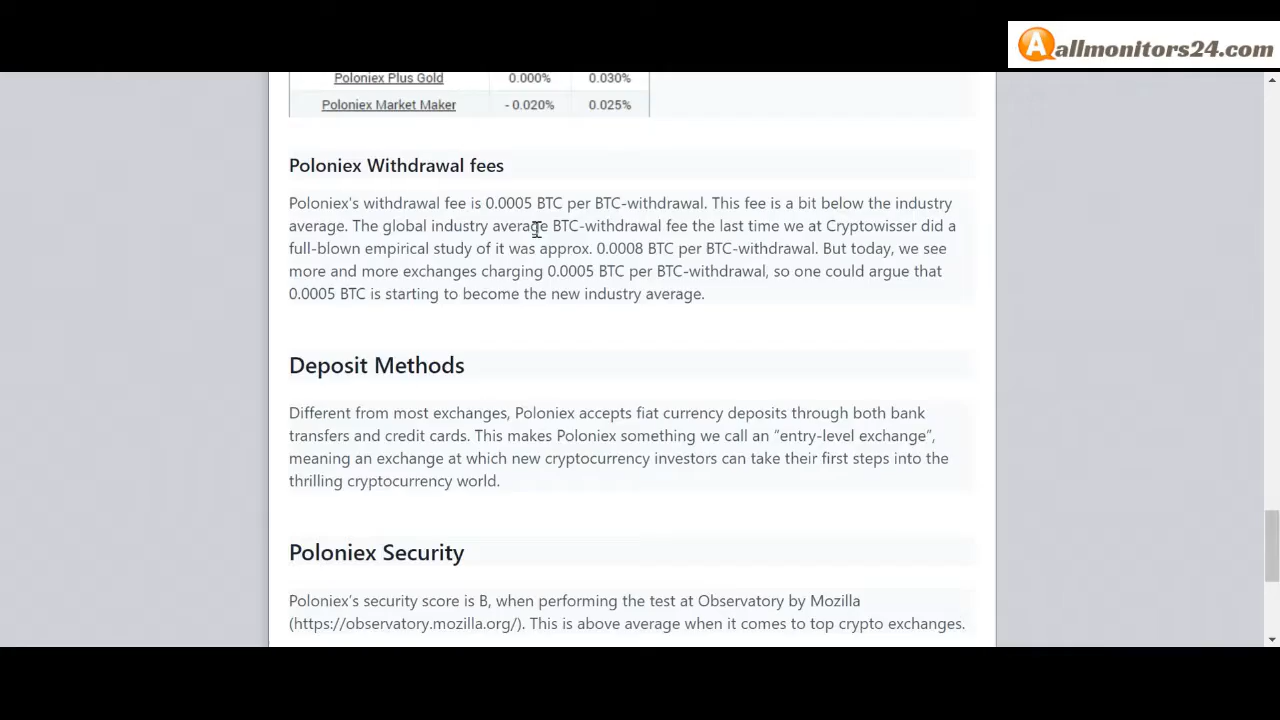 allmonitors24.com
Poloniex Plus Gold 0.000% 0.030%
Poloniex Market Maker - 0.020% 0.025%
Poloniex Withdrawal fees
Poloniex's withdrawal fee is 0.0005 BTC per BTC-withdrawal. This fee is a bit below the industry
average. The global industry average BTC-withdrawal fee the last time we at Cryptowisser did a
full-blown empirical study of it was approx. 0.0008 BTC per BTC-withdrawal. But today, we see
more and more exchanges charging 0.0005 BTC per BTC-withdrawal, so one could argue that
0.0005 BTC is starting to become the new industry average.
Deposit Methods
Different from most exchanges, Poloniex accepts fiat currency deposits through both bank
transfers and credit cards. This makes Poloniex something we call an ”entry-level exchange”,
meaning an exchange at which new cryptocurrency investors can take their first steps into the
thrilling cryptocurrency world.
Poloniex Security
Poloniex’s security score is B, when performing the test at Observatory by Mozilla
(https://observatory.mozilla.org/). This is above average when it comes to top crypto exchanges.